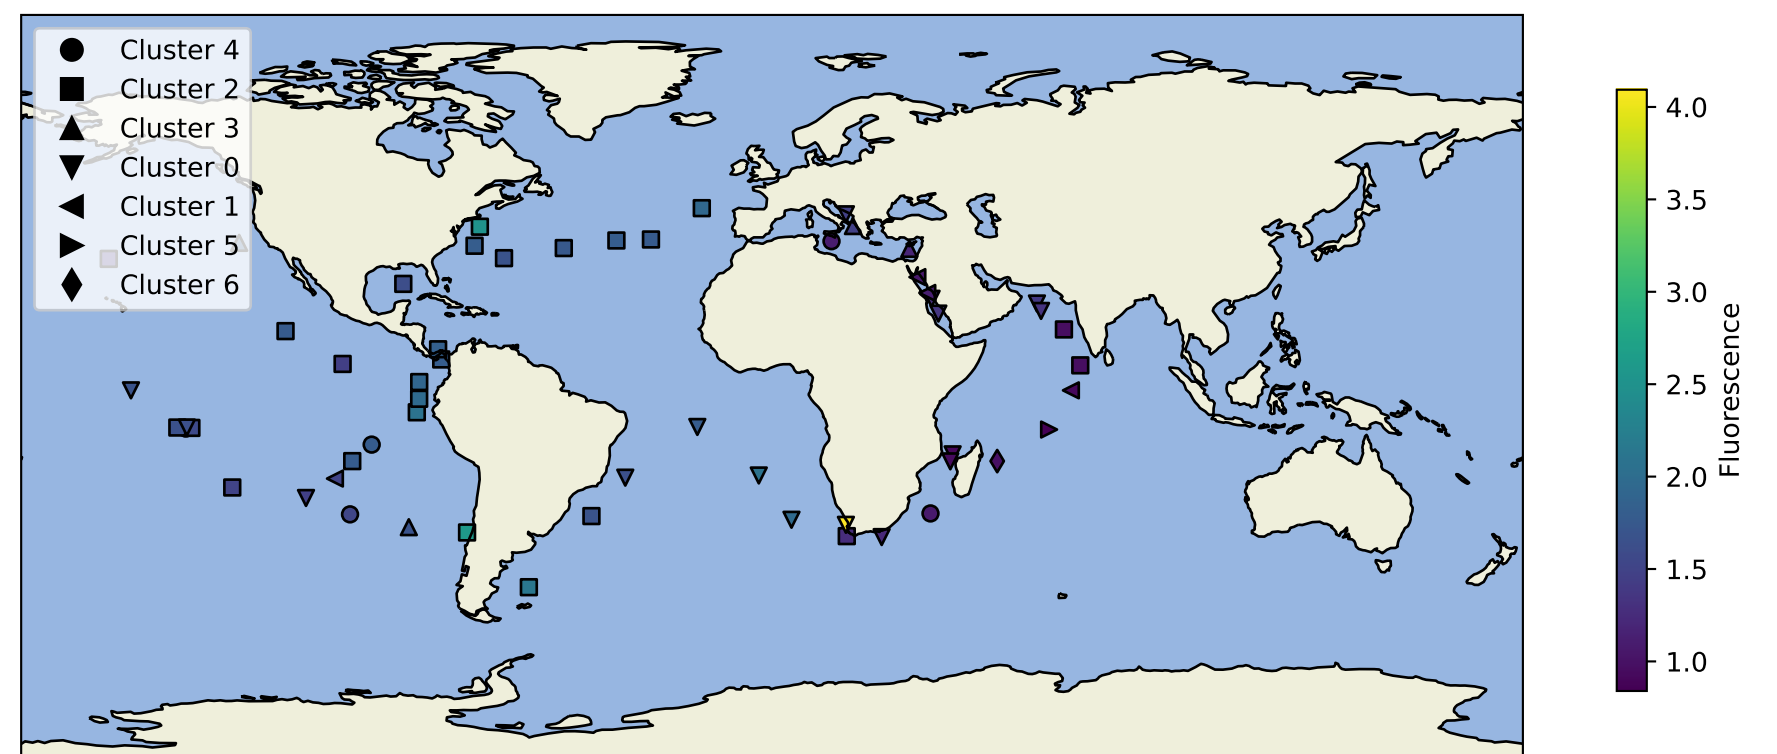 Cluster 4
Cluster 2
Cluster 3
Cluster 0
Cluster 1
Cluster 5
Cluster 6
4.0
3.5
3.0
2.5
2.0
1.5
1.0
Fluorescence